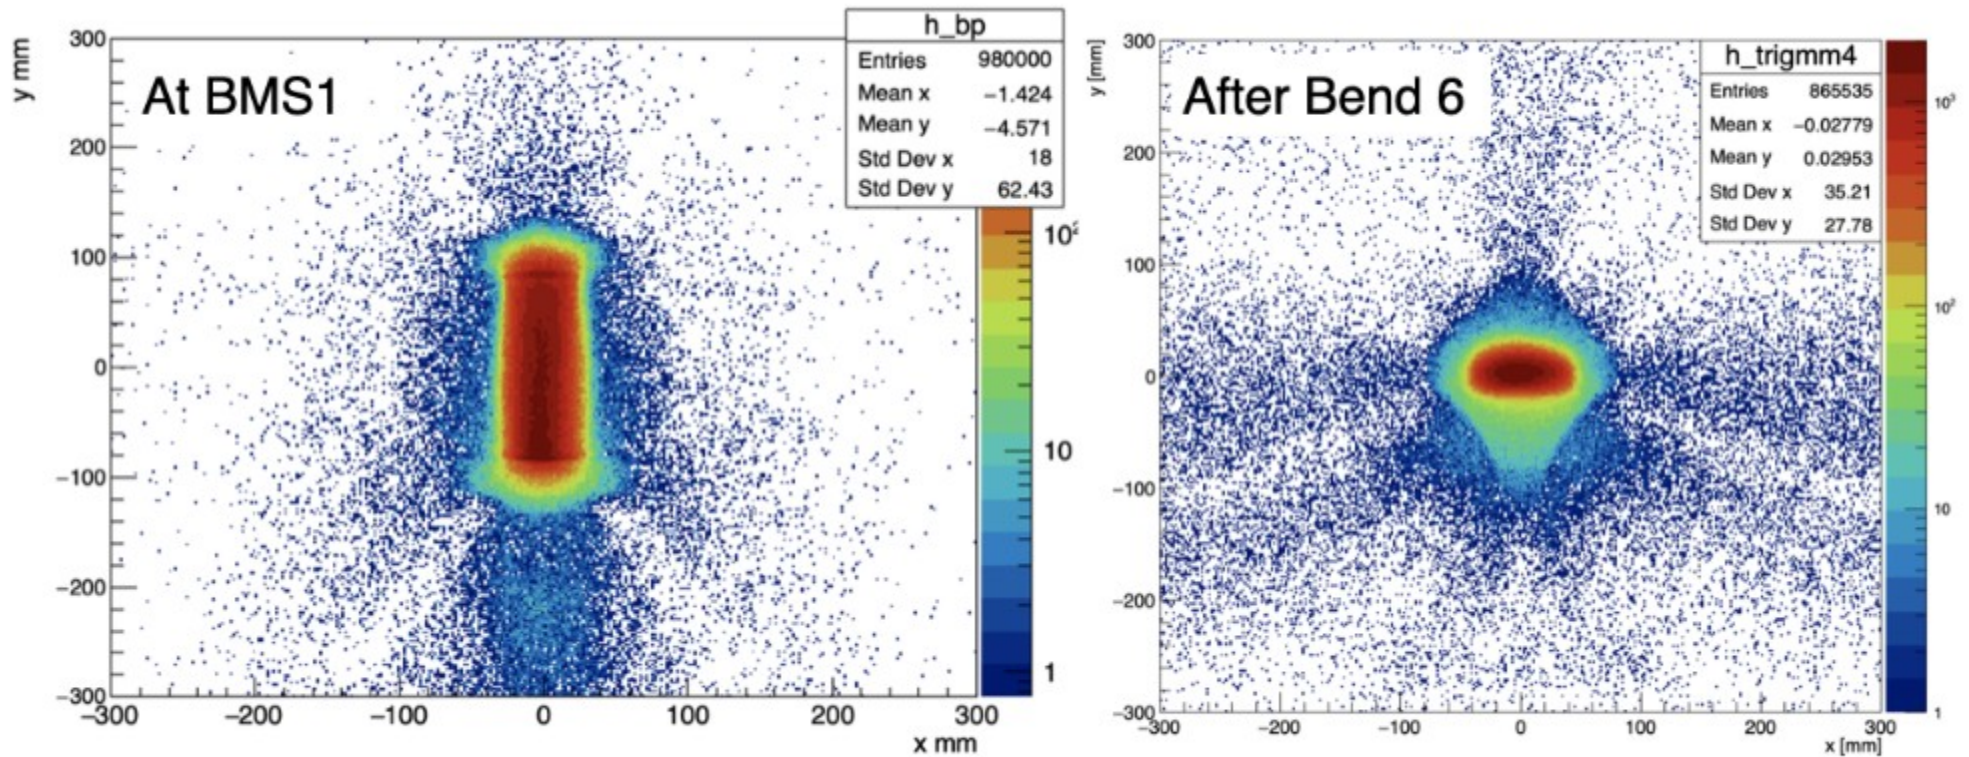 h_bp
Entries 980000
Mean x −1.424
Mean y −4.571
Std Dev x 18
Std Dev y 62.43
At BMS1
y mm
300
200
100
0
−100
−200
−300
−300 −200 −100 0 100 200 300
x mm
10
1
h_trigmm4
Entries 865535
Mean x −0.02779
Mean y 0.02953
Std Dev x 35.21
Std Dev y 27.78
After Bend 6
y [mm]
300
200
100
0
−100
−200
−300
−300 −200 −100 0 100 200 300
x [mm]
10³
10²
10
1